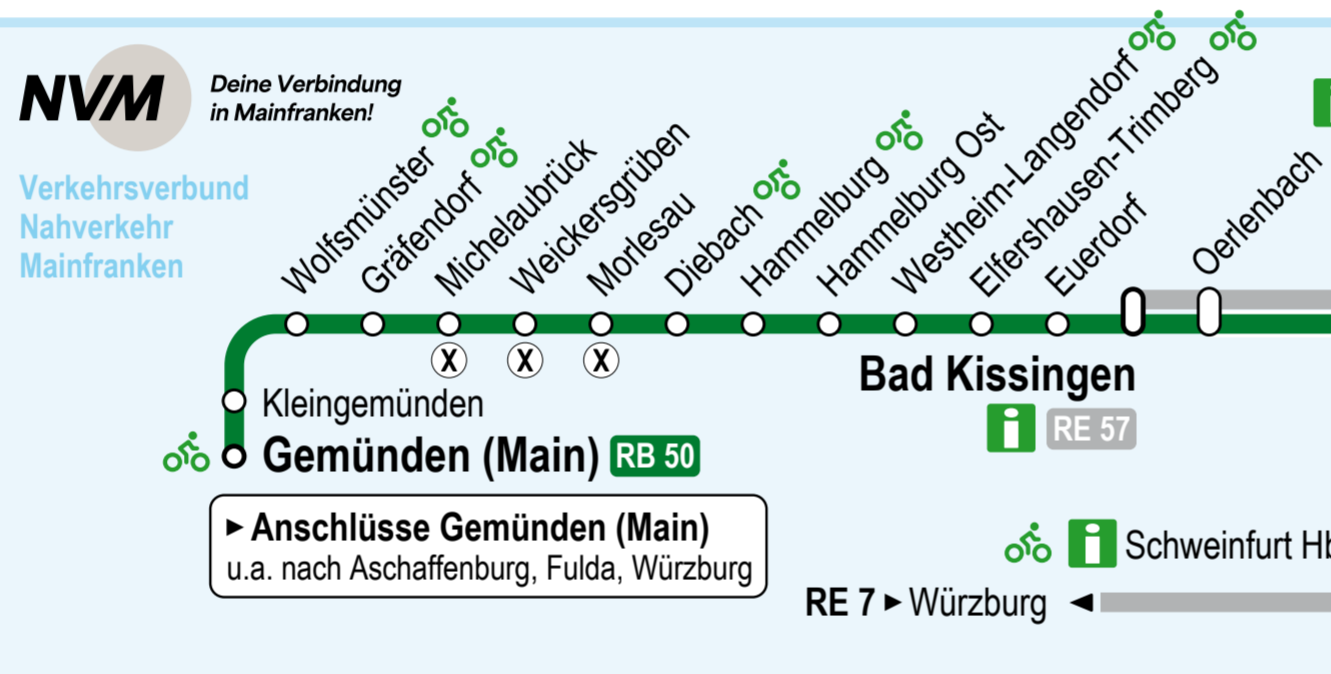 NVM
Deine Verbindung
in Mainfranken!
Verkehrsverbund
Nahverkehr
Mainfranken
Wolfsmünster
Gräfendorf
Michelaubrück
Weickersgrüben
Morlesau
Diebach
Hammelburg
Hammelburg Ost
Westheim-Langendorf
Elfershausen-Trimberg
Euerdorf
Oerlenbach
X X X
Kleingemünden
Gemünden (Main) RB 50
Bad Kissingen
i RE 57
▸ Anschlüsse Gemünden (Main)
u.a. nach Aschaffenburg, Fulda, Würzburg
i Schweinfurt
RE 7 ▸ Würzburg ◄